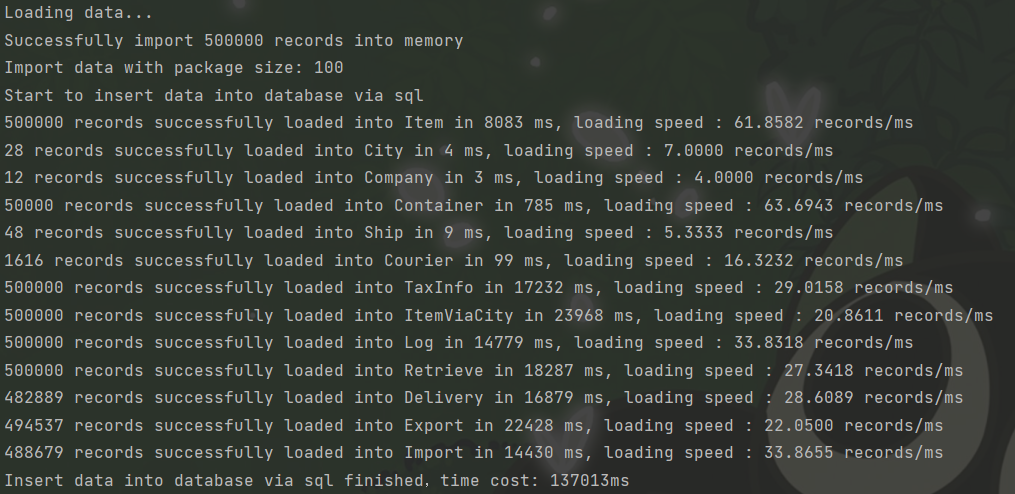 Loading data...
Successfully import 500000 records into memory
Import data with package size: 100
Start to insert data into database via sql
500000 records successfully loaded into Item in 8083 ms, loading speed : 61.8582 records/ms
28 records successfully loaded into City in 4 ms, loading speed : 7.0000 records/ms
12 records successfully loaded into Company in 3 ms, loading speed : 4.0000 records/ms
50000 records successfully loaded into Container in 785 ms, loading speed : 63.6943 records/ms
48 records successfully loaded into Ship in 9 ms, loading speed : 5.3333 records/ms
1616 records successfully loaded into Courier in 99 ms, loading speed : 16.3232 records/ms
500000 records successfully loaded into TaxInfo in 17232 ms, loading speed : 29.0158 records/ms
500000 records successfully loaded into ItemViaCity in 23968 ms, loading speed : 20.8611 records/ms
500000 records successfully loaded into Log in 14779 ms, loading speed : 33.8318 records/ms
500000 records successfully loaded into Retrieve in 18287 ms, loading speed : 27.3418 records/ms
482889 records successfully loaded into Delivery in 16879 ms, loading speed : 28.6089 records/ms
494537 records successfully loaded into Export in 22428 ms, loading speed : 22.0500 records/ms
488679 records successfully loaded into Import in 14430 ms, loading speed : 33.8655 records/ms
Insert data into database via sql finished, time cost: 137013ms